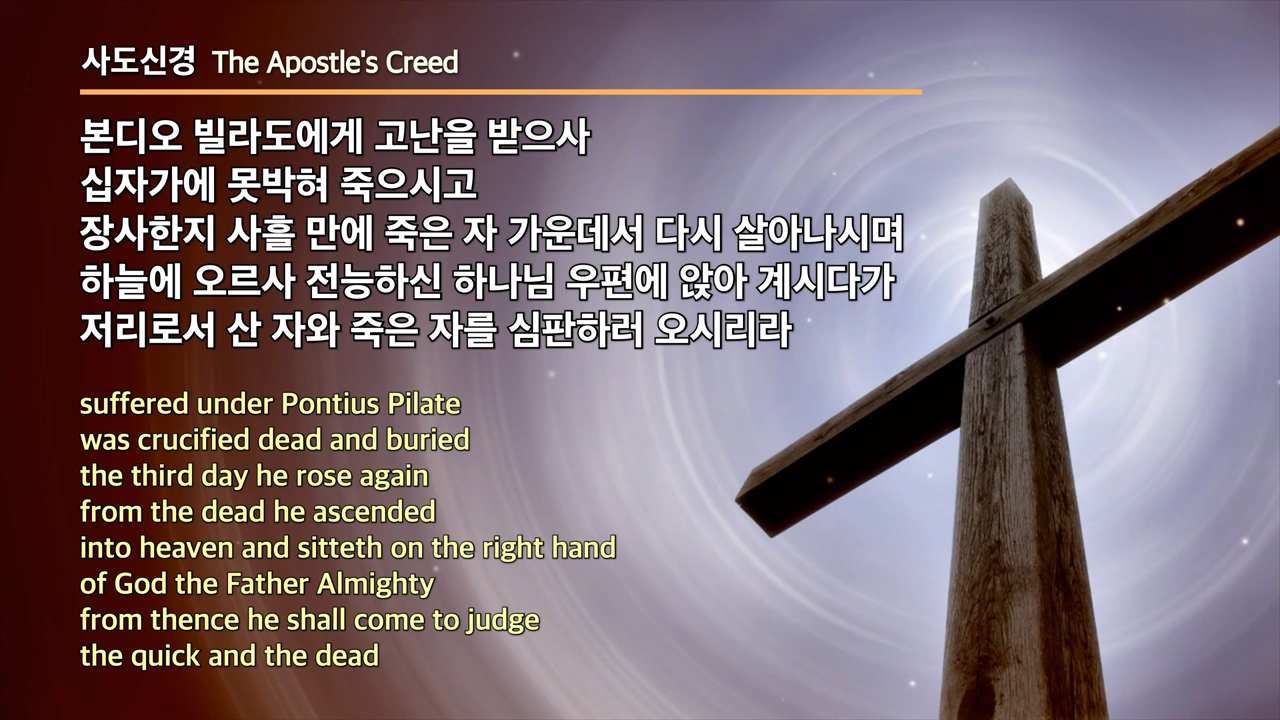 사도신경 The Apostle's Creed
본디오 빌라도에게 고난을 받으사
십자가에 못박혀 죽으시고
장사한지 사흘 만에 죽은 자 가운데서 다시 살아나시며
하늘에 오르사 전능하신 하나님 우편에 앉아 계시다가
저리로서 산 자와 죽은 자를 심판하러 오시리라
suffered under Pontius Pilate
was crucified dead and buried
the third day he rose again
from the dead he ascended
into heaven and sitteth on the right hand
of God the Father Almighty
from thence he shall come to judge
the quick and the dead